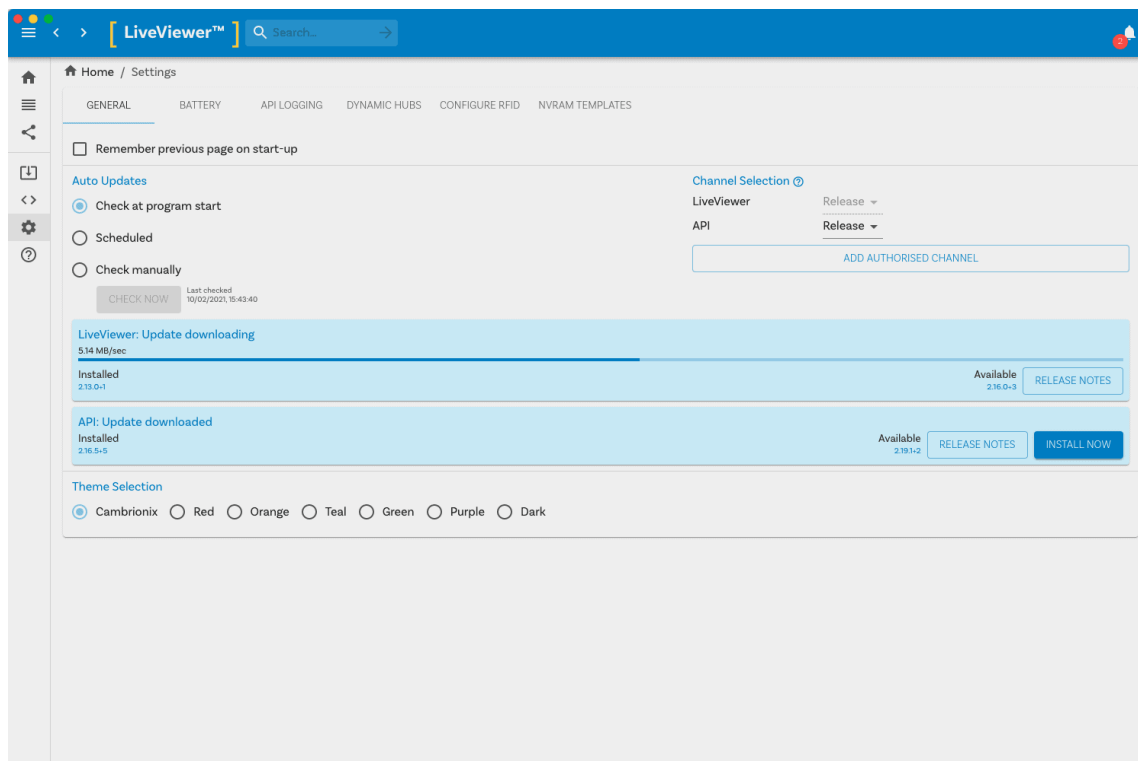 [ LiveViewer™ ] Search...
2
Home / Settings
GENERAL BATTERY API LOGGING DYNAMIC HUBS CONFIGURE RFID NVRAM TEMPLATES
Remember previous page on start-up
Auto Updates
Check at program start
Scheduled
Check manually
CHECK NOW
Last checked
10/02/2021, 15:43:40
Channel Selection
LiveViewer Release
API Release
ADD AUTHORISED CHANNEL
LiveViewer: Update downloading
5.14 MB/sec
Installed
2.13.0+1
Available
2.16.0+3
RELEASE NOTES
API: Update downloaded
Installed
2.16.5+5
Available
2.19.1+2
RELEASE NOTES
INSTALL NOW
Theme Selection
Cambrionix Red Orange Teal Green Purple Dark